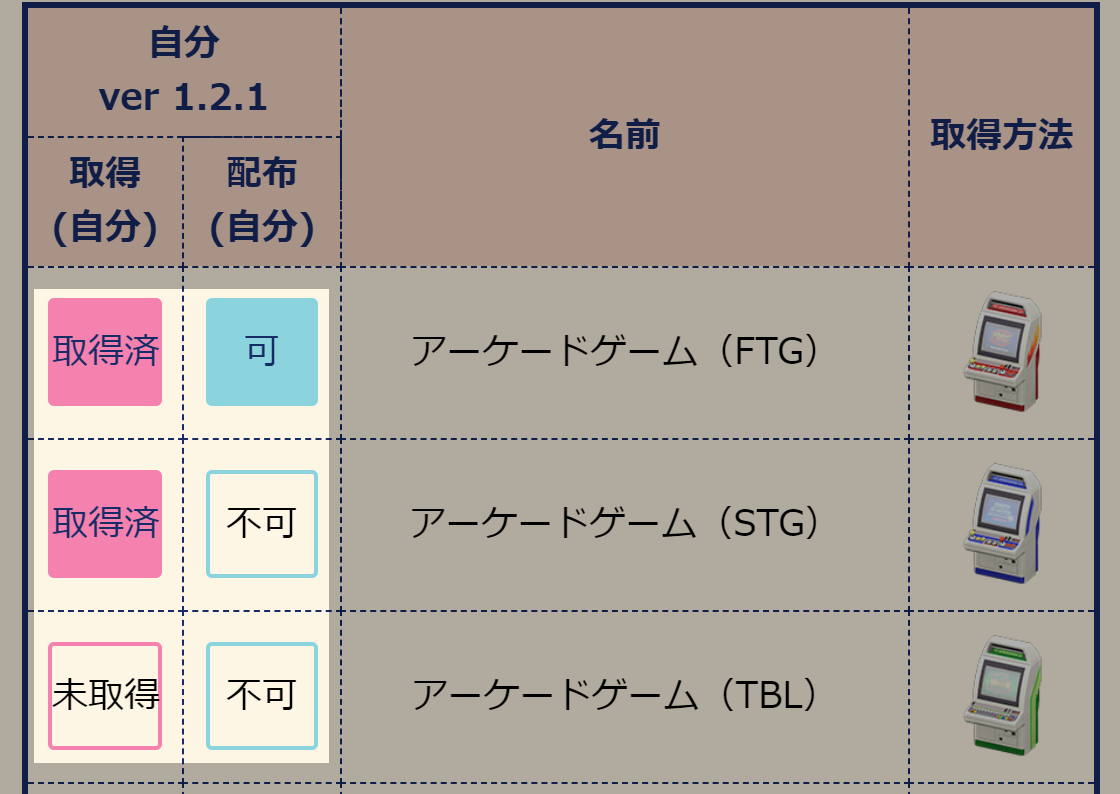 自分
ver 1.2.1
名前
取得方法
取得
(自分)
配布
(自分)
取得済
可
アーケードゲーム（FTG）
取得済
不可
アーケードゲーム（STG）
未取得
不可
アーケードゲーム（TBL）